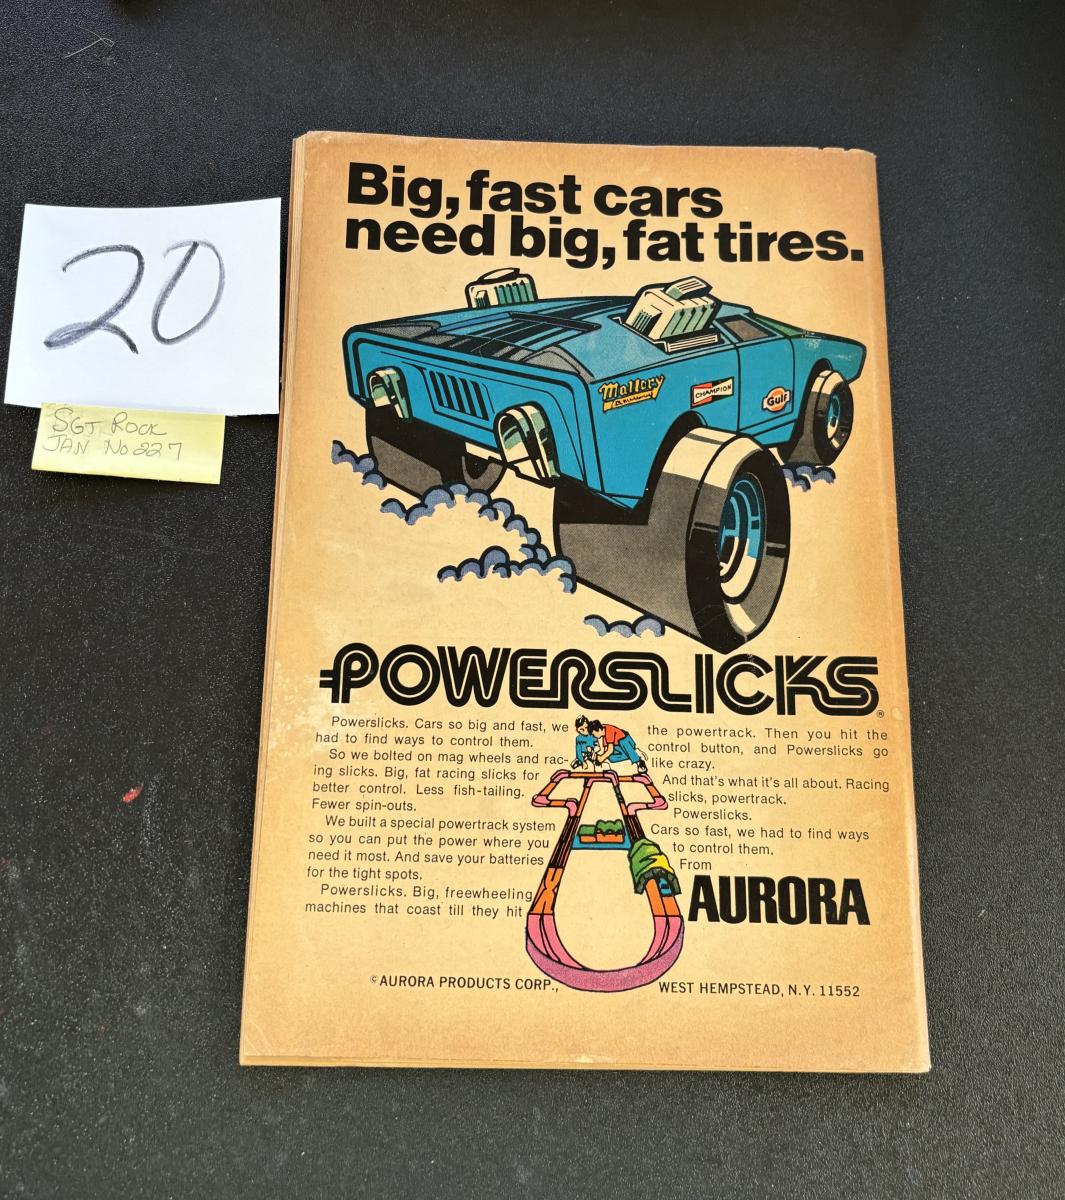 20
SGT. ROCK
JAN No 227
Big, fast cars
need big, fat tires.
Mallory
CHAMPION
Gulf
POWERSLICKS®
Powerslicks. Cars so big and fast, we
had to find ways to control them.
So we bolted on mag wheels and rac-
ing slicks. Big, fat racing slicks for
better control. Less fish-tailing.
Fewer spin-outs.
We built a special powertrack system
so you can put the power where you
need it most. And save your batteries
for the tight spots.
Powerslicks. Big, freewheeling
machines that coast till they hit
the powertrack. Then you hit the
control button, and Powerslicks go
like crazy.
And that's what it's all about. Racing
slicks, powertrack.
Powerslicks.
Cars so fast, we had to find ways
to control them.
From
AURORA
©AURORA PRODUCTS CORP., WEST HEMPSTEAD, N.Y. 11552